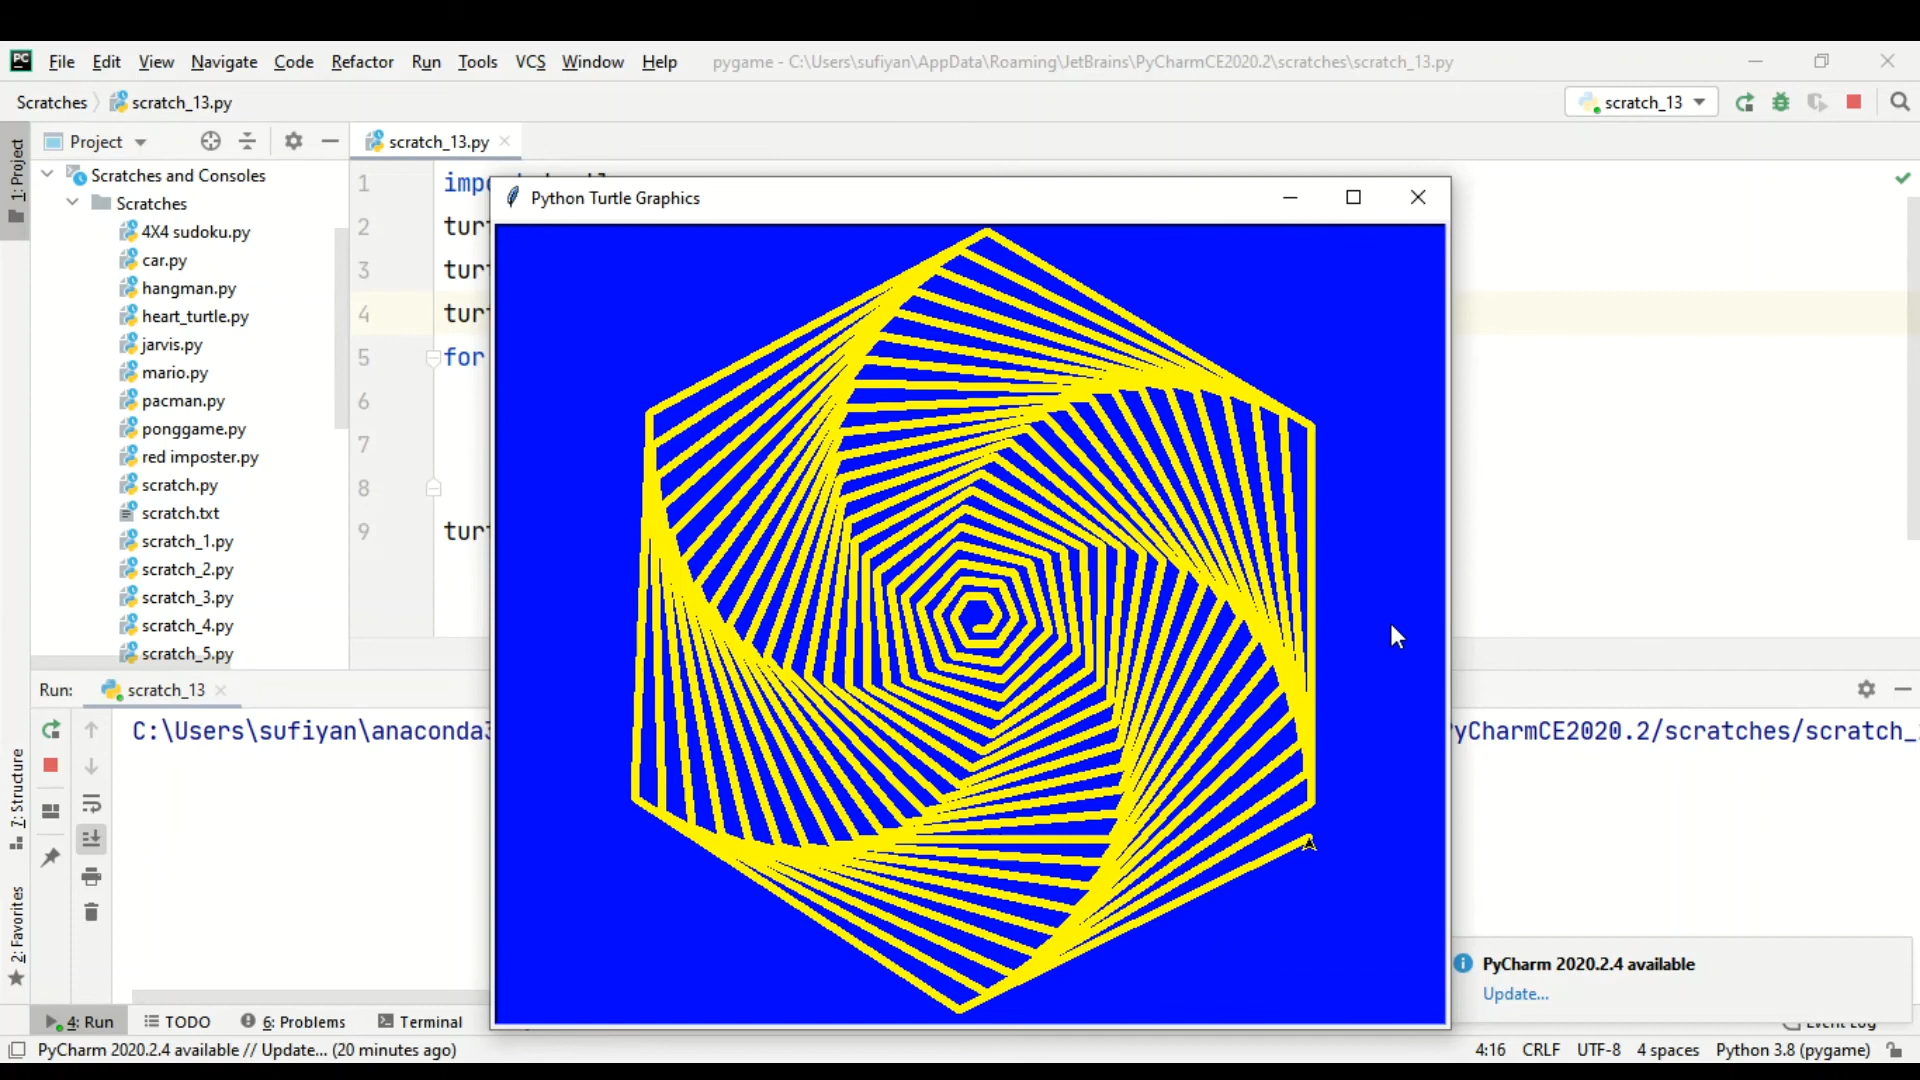 PC File Edit View Navigate Code Refactor Run Tools VCS Window Help pygame - C:\Users\sufiyan\AppData\Roaming\JetBrains\PyCharmCE2020.2\scratches\scratch_13.py
Scratches scratch_13.py scratch_13
1: Project
Project
scratch_13.py
Scratches and Consoles
Scratches
4X4 sudoku.py
car.py
hangman.py
heart_turtle.py
jarvis.py
mario.py
pacman.py
ponggame.py
red imposter.py
scratch.py
scratch.txt
scratch_1.py
scratch_2.py
scratch_3.py
scratch_4.py
scratch_5.py
1
2
3
4
5 for
6
7
8
9
Python Turtle Graphics
Run: scratch_13
C:\Users\sufiyan\anaconda3
yCharmCE2020.2/scratches/scratch_
7: Structure
2: Favorites
PyCharm 2020.2.4 available
Update...
4: Run TODO 6: Problems Terminal Event Log
PyCharm 2020.2.4 available // Update... (20 minutes ago) 4:16 CRLF UTF-8 4 spaces Python 3.8 (pygame)